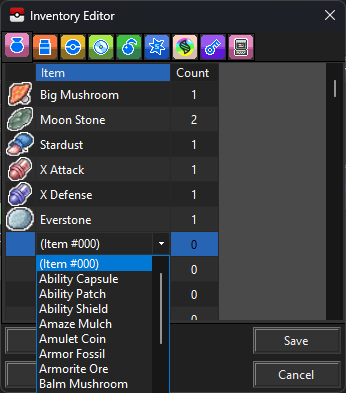 Inventory Editor
Item Count
Big Mushroom 1
Moon Stone 2
Stardust 1
X Attack 1
X Defense 1
Everstone 1
(Item #000) 0
(Item #000) 0
Ability Capsule
Ability Patch 0
Ability Shield
Amaze Mulch 0
Amulet Coin
Armor Fossil
Armorite Ore Save
Balm Mushroom Cancel